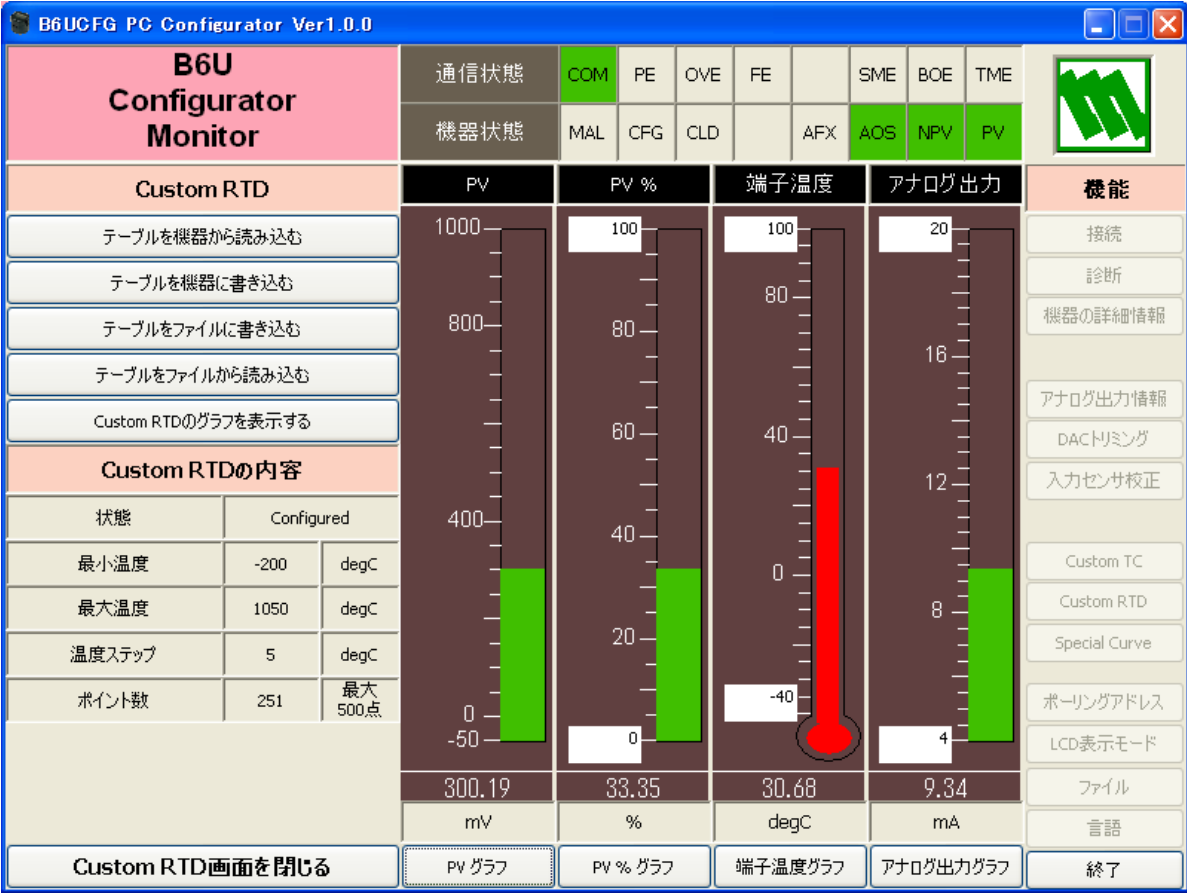 B6UCFG PC Configurator Ver1.0.0
B6U
Configurator
Monitor
通信状態
COM
PE
OVE
FE
SME
BOE
TME
機器状態
MAL
CFG
CLD
AFX
AOS
NPV
PV
Custom RTD
テーブルを機器から読み込む
テーブルを機器に書き込む
テーブルをファイルに書き込む
テーブルをファイルから読み込む
Custom RTDのグラフを表示する
Custom RTDの内容
状態
Configured
最小温度
-200
degC
最大温度
1050
degC
温度ステップ
5
degC
ポイント数
251
最大
500点
Custom RTD画面を閉じる
PV
1000
800
400
0
-50
300.19
mV
PV グラフ
PV %
100
80
60
40
20
0
33.35
%
PV % グラフ
端子温度
100
80
40
0
-40
30.68
degC
端子温度グラフ
アナログ出力
20
16
12
8
4
9.34
mA
アナログ出力グラフ
機能
接続
診断
機器の詳細情報
アナログ出力情報
DACトリミング
入力センサ校正
Custom TC
Custom RTD
Special Curve
ポーリングアドレス
LCD表示モード
ファイル
言語
終了